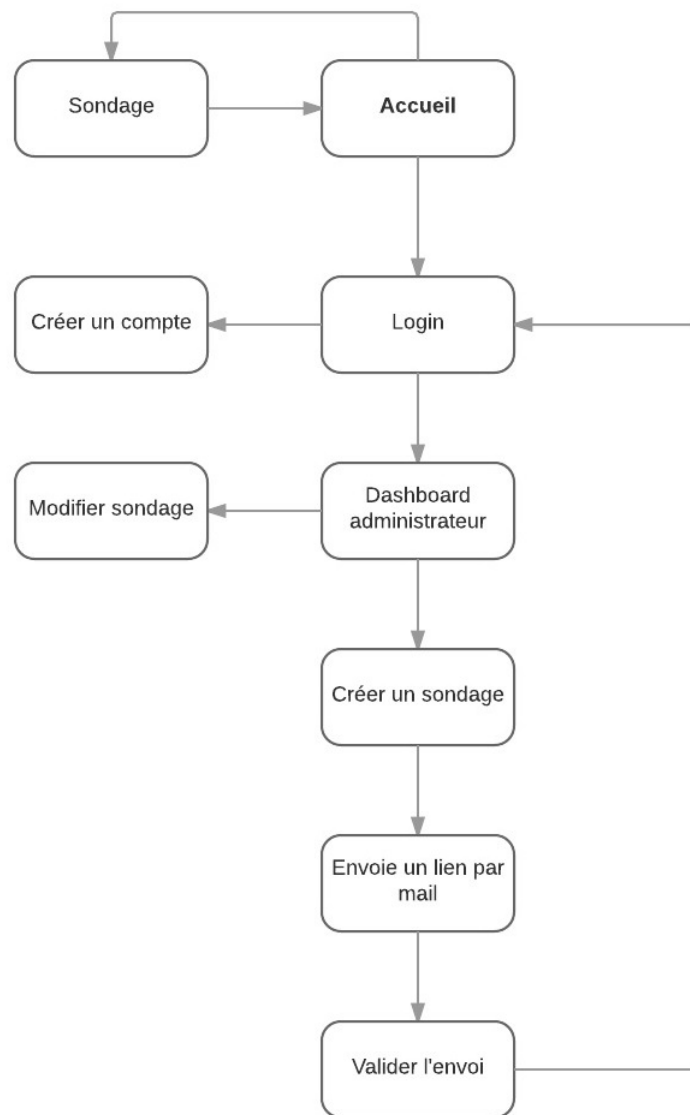 Sondage
Accueil
Créer un compte
Login
Modifier sondage
Dashboard
administrateur
Créer un sondage
Envoie un lien par
mail
Valider l'envoi